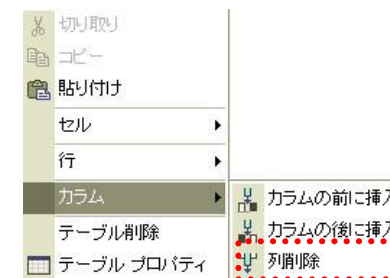 切り取り
コピー
貼り付け
セル
行
カラム
テーブル削除
テーブル プロパティ
カラムの前に挿入
カラムの後に挿入
列削除